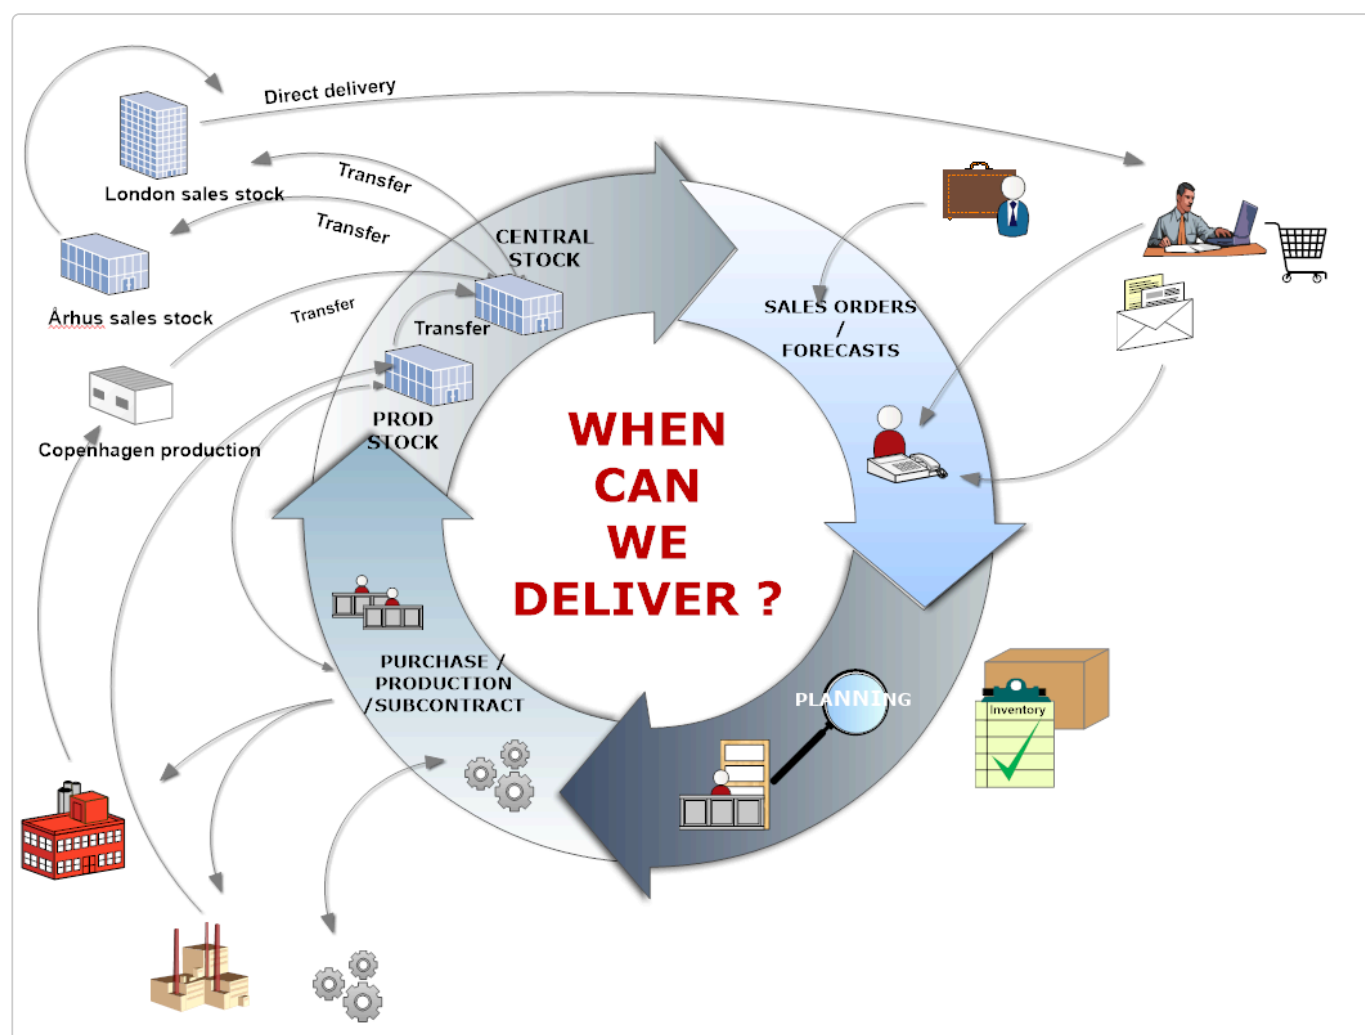 Direct delivery
London sales stock
Transfer
Transfer
CENTRAL
STOCK
Århus sales stock
Transfer
Transfer
SALES ORDERS
/
FORECASTS
PROD
STOCK
Copenhagen production
WHEN
CAN
WE
DELIVER ?
PURCHASE /
PRODUCTION
/SUBCONTRACT
PLANNING
Inventory